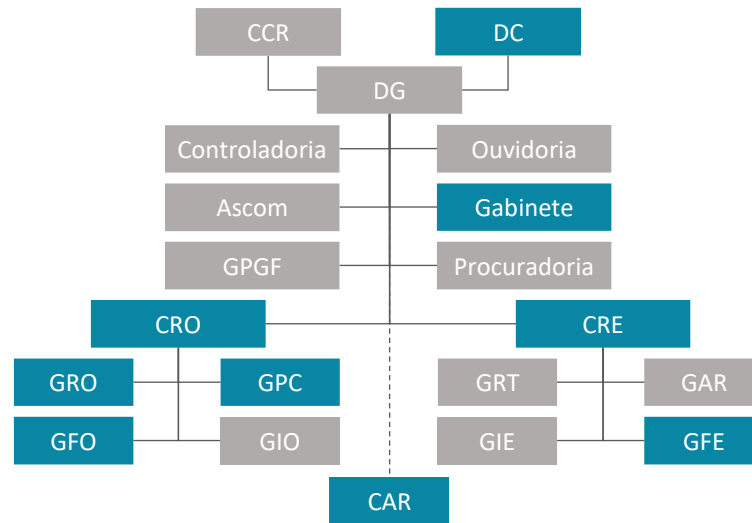 CCR
DC
DG
Controladoria
Ouvidoria
Ascom
Gabinete
GPGF
Procuradoria
CRO
CRE
GRO
GPC
GRT
GAR
GFO
GIO
GIE
GFE
CAR